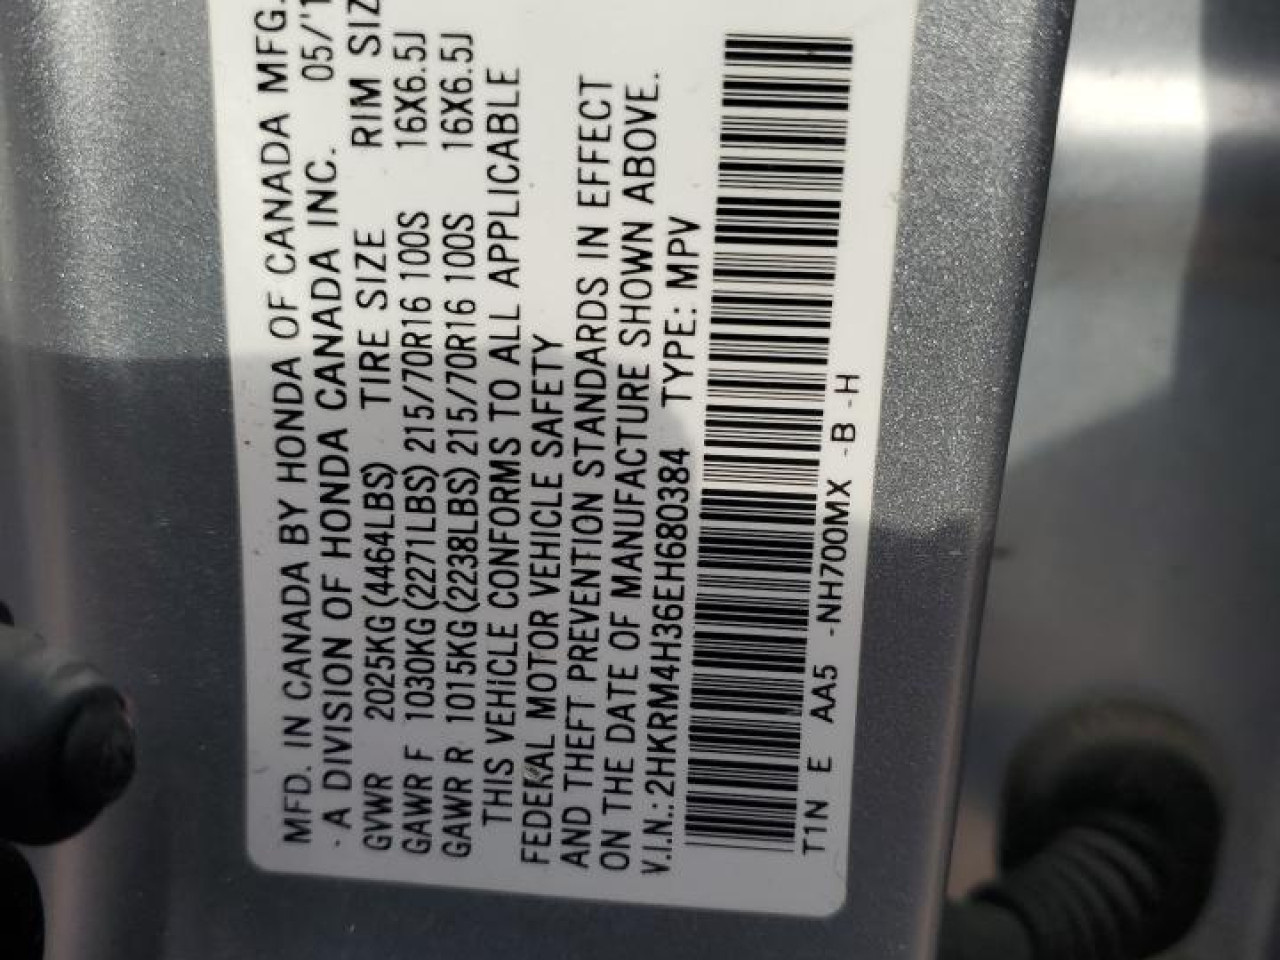 MFD. IN CANADA BY HONDA OF CANADA MFG.
- A DIVISION OF HONDA CANADA INC. 05/'1
GVWR 2025KG(4464LBS) TIRE SIZE RIM SIZ
GAWR F 1030KG(2271LBS) 215/70R16 100S 16X6.5J
GAWR R 1015KG(2238LBS) 215/70R16 100S 16X6.5J
THIS VEHICLE CONFORMS TO ALL APPLICABLE
FEDERAL MOTOR VEHICLE SAFETY
AND THEFT PREVENTION STANDARDS IN EFFECT
ON THE DATE OF MANUFACTURE SHOWN ABOVE.
V.I.N.: 2HKRM4H36EH680384 TYPE: MPV
T1N E AA5 -NH700MX -B -H